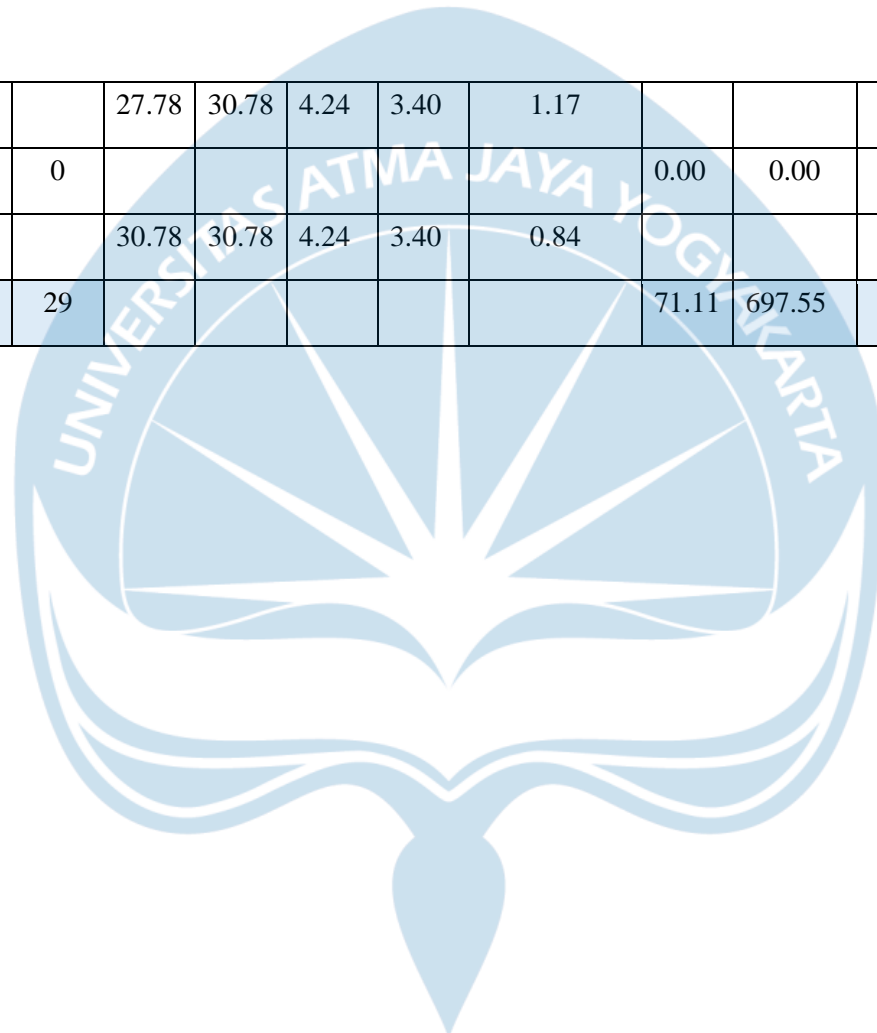 27.78 30.78 4.24 3.40 1.17
0 0.00 0.00
30.78 30.78 4.24 3.40 0.84
29 71.11 697.55
UNIVERSITAS ATMA JAYA YOGYAKARTA